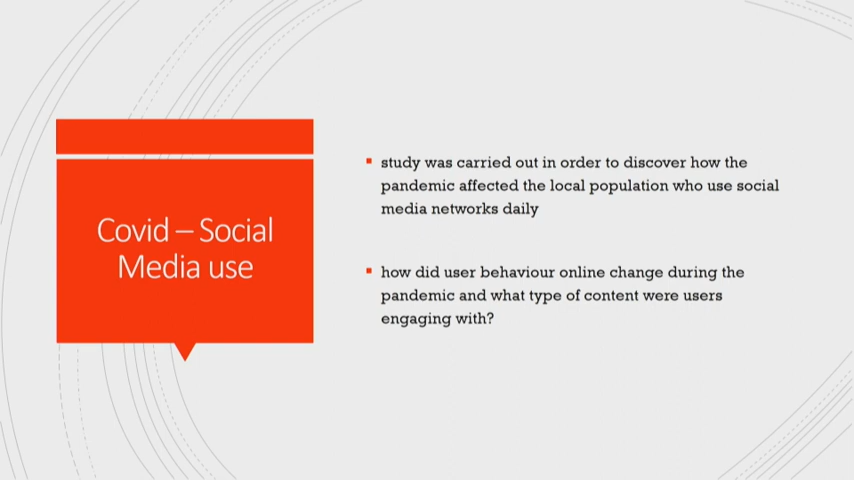 Covid – Social
Media use
study was carried out in order to discover how the
pandemic affected the local population who use social
media networks daily
how did user behaviour online change during the
pandemic and what type of content were users
engaging with?